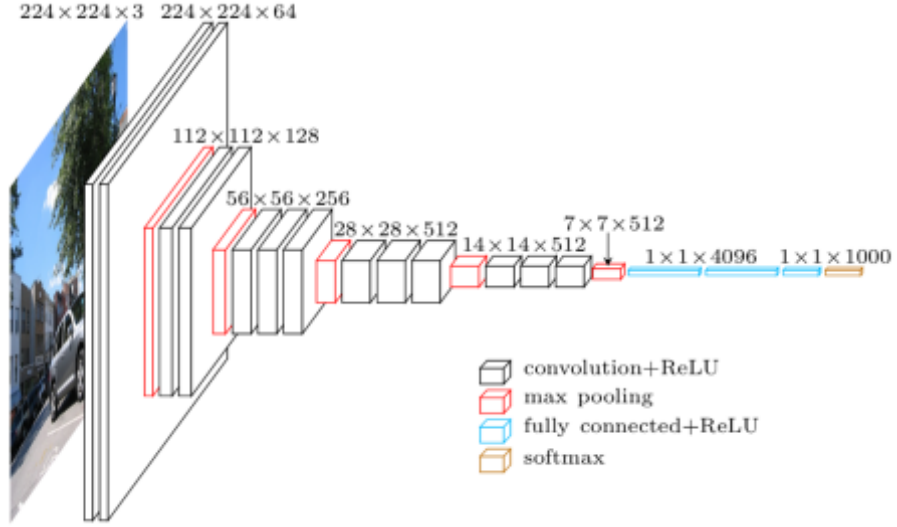 224×224×3 224×224×64
112×112×128
56×56×256
28×28×512
14×14×512
7×7×512
1×1×4096 1×1×1000
convolution+ReLU
max pooling
fully connected+ReLU
softmax